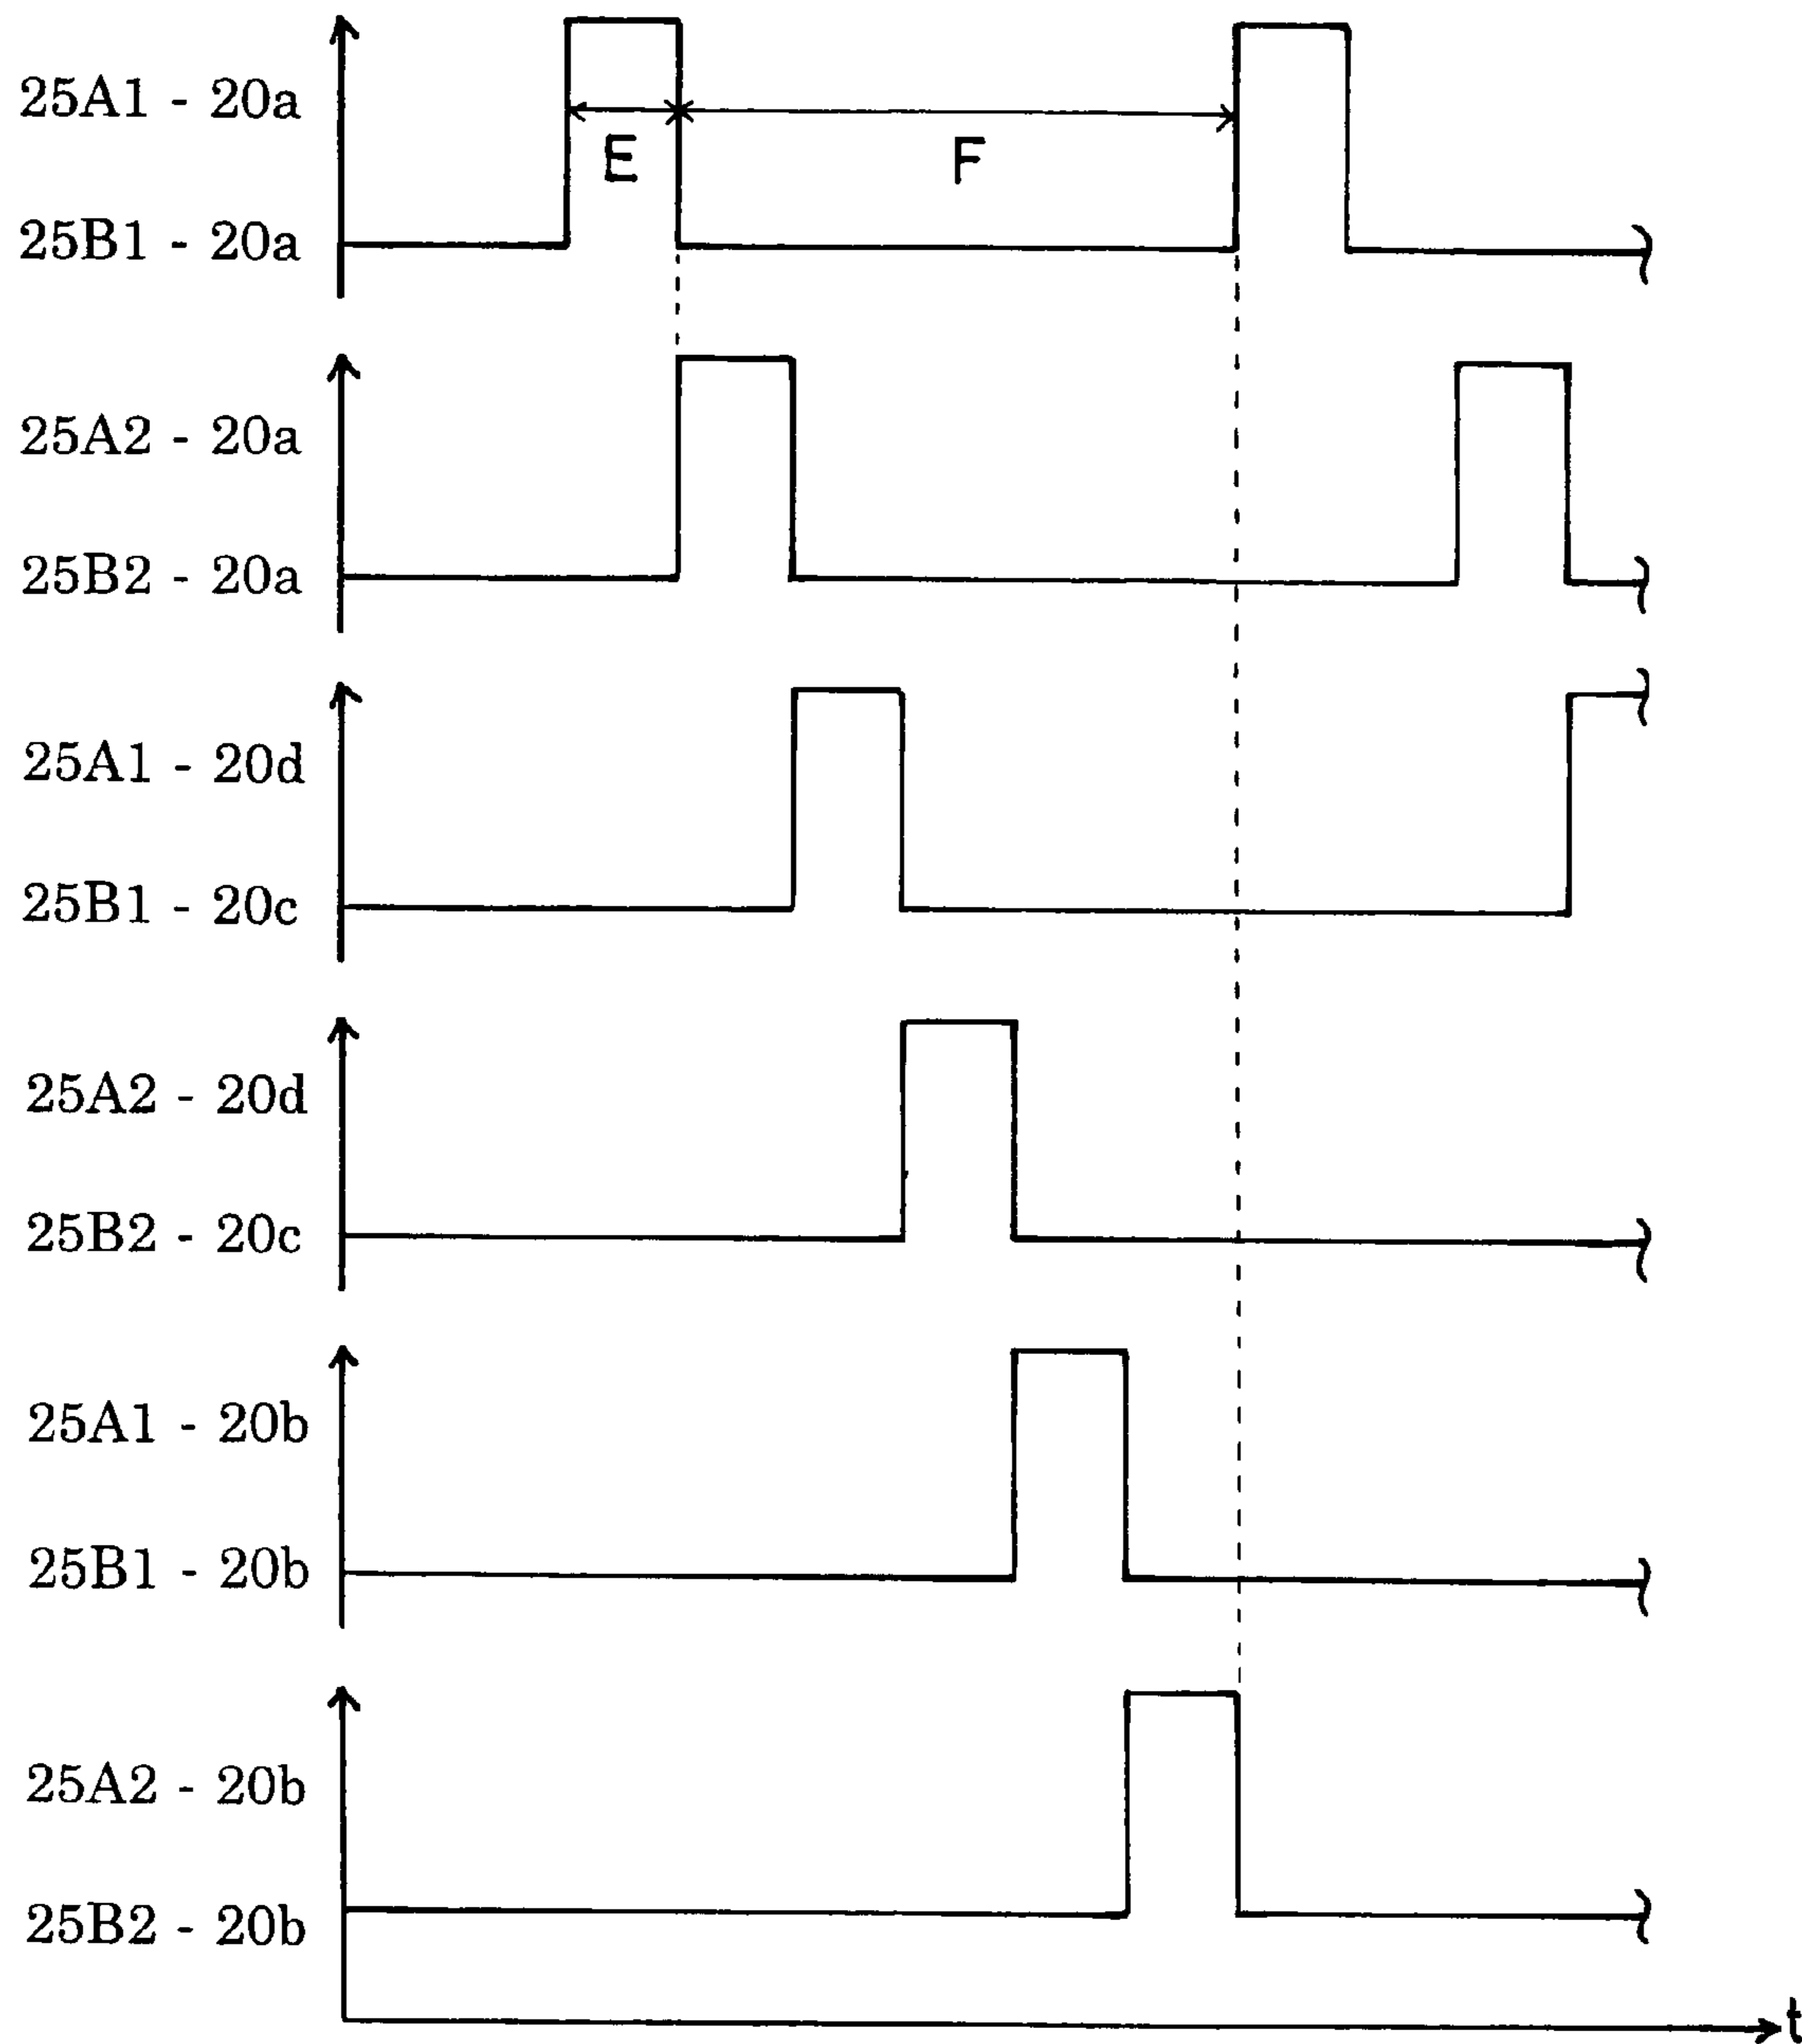 25A1 - 20a
E
F
25B1 - 20a
25A2 - 20a
25B2 - 20a
25A1 - 20d
25B1 - 20c
25A2 - 20d
25B2 - 20c
25A1 - 20b
25B1 - 20b
25A2 - 20b
25B2 - 20b
t